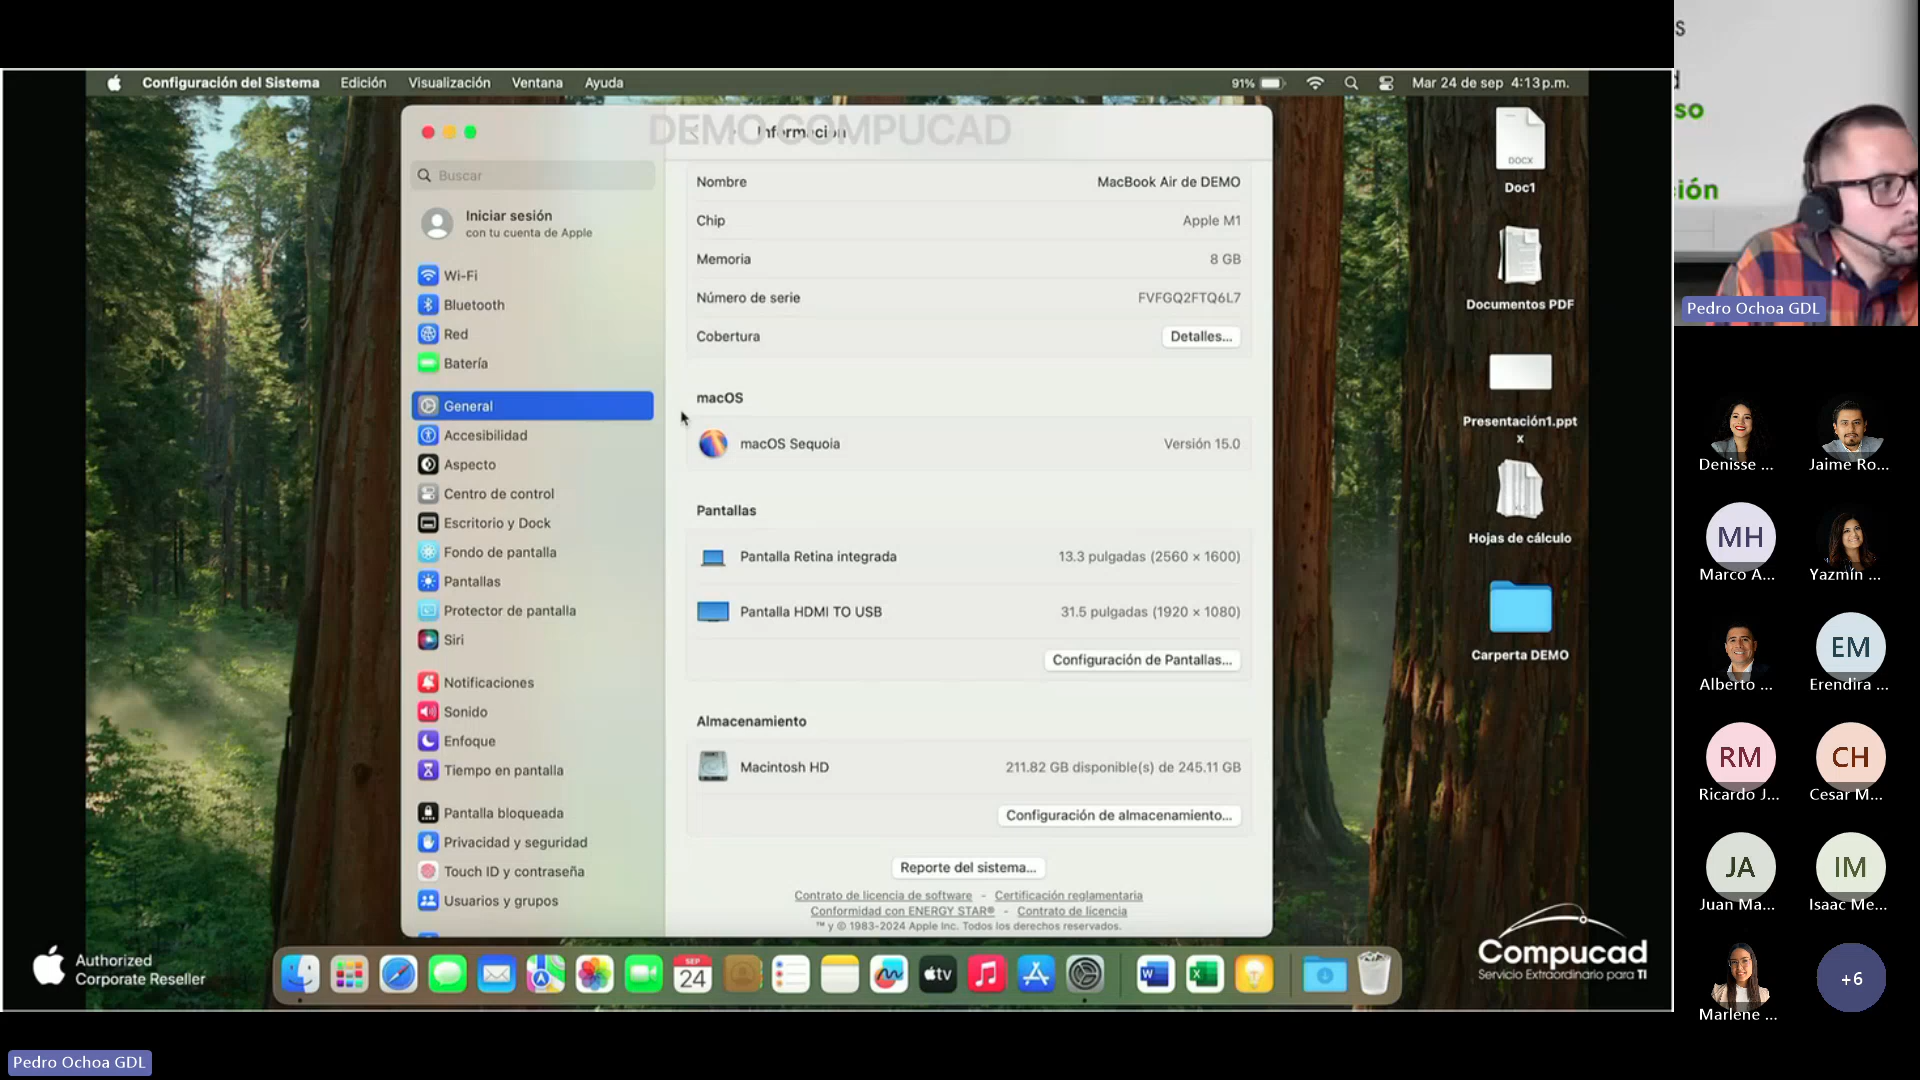 Configuración del Sistema Edición Visualización Ventana Ayuda
91% Mar 24 de sep 4:13 p.m.
DEMO COMPUCAD
Información
Buscar
Iniciar sesión
con tu cuenta de Apple
Wi-Fi
Bluetooth
Red
Batería
General
Accesibilidad
Aspecto
Centro de control
Escritorio y Dock
Fondo de pantalla
Pantallas
Protector de pantalla
Siri
Notificaciones
Sonido
Enfoque
Tiempo en pantalla
Pantalla bloqueada
Privacidad y seguridad
Touch ID y contraseña
Usuarios y grupos
Nombre MacBook Air de DEMO
Chip Apple M1
Memoria 8 GB
Número de serie FVFGQ2FTQ6L7
Cobertura Detalles...
macOS
macOS Sequoia Versión 15.0
Pantallas
Pantalla Retina integrada 13.3 pulgadas (2560 × 1600)
Pantalla HDMI TO USB 31.5 pulgadas (1920 × 1080)
Configuración de Pantallas...
Almacenamiento
Macintosh HD 211.82 GB disponible(s) de 245.11 GB
Configuración de almacenamiento...
Reporte del sistema...
Contrato de licencia de software - Certificación reglamentaria
Conformidad con ENERGY STAR® - Contrato de licencia
™ y © 1983-2024 Apple Inc. Todos los derechos reservados.
DOCX
Doc1
Documentos PDF
Presentación1.ppt
x
Hojas de cálculo
Carperta DEMO
Authorized
Corporate Reseller
SEP
24
tv
W
X
Compucad
Servicio Extraordinario para TI
Pedro Ochoa GDL
s
d
so
ión
Pedro Ochoa GDL
Denisse ... Jaime Ro...
MH
Marco A... Yazmín ...
EM
Alberto ... Erendira ...
RM CH
Ricardo J... Cesar M...
JA IM
Juan Ma... Isaac Me...
+6
Marlene ...